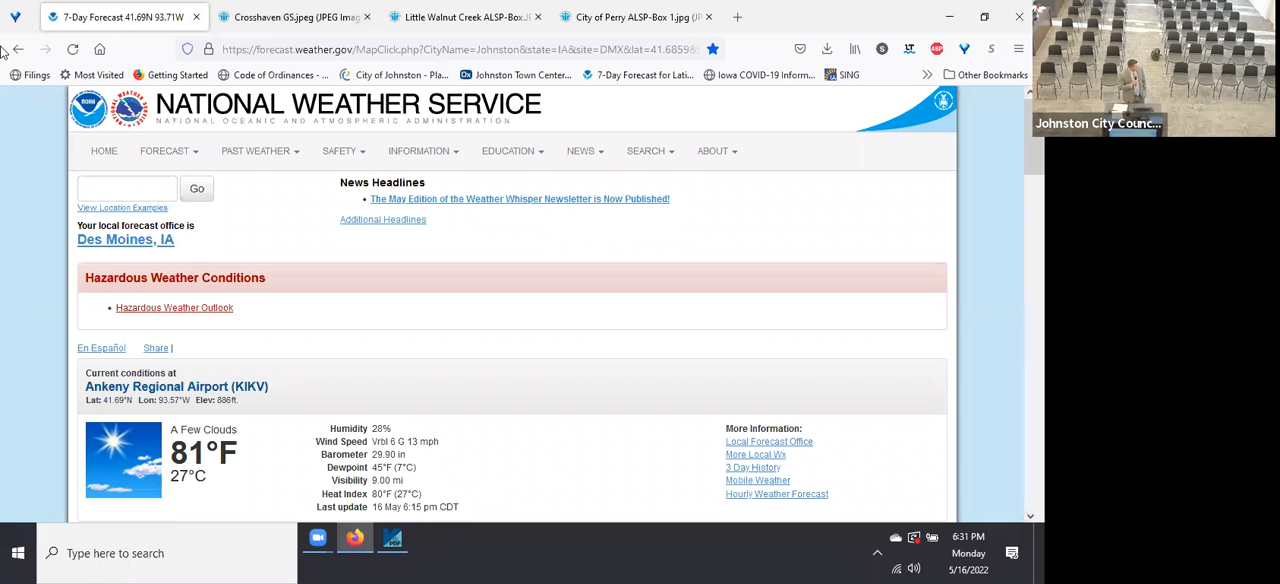 7-Day Forecast 41.69N 93.71W
Crosshaven GS.jpeg (JPEG Imag
Little Walnut Creek ALSP-Box.J
City of Perry ALSP-Box 1.jpg (JP
https://forecast.weather.gov/MapClick.php?CityName=Johnston&state=IA&site=DMX&lat=41.6859&
Filings
Most Visited
Getting Started
Code of Ordinances - ...
City of Johnston - Pla...
Johnston Town Center...
7-Day Forecast for Lati...
Iowa COVID-19 Inform...
SING
Other Bookmarks
Johnston City Counc...
NOAA
NATIONAL WEATHER SERVICE
NATIONAL OCEANIC AND ATMOSPHERIC ADMINISTRATION
HOME FORECAST PAST WEATHER SAFETY INFORMATION EDUCATION NEWS SEARCH ABOUT
Go
View Location Examples
Your local forecast office is
Des Moines, IA
News Headlines
The May Edition of the Weather Whisper Newsletter is Now Published!
Additional Headlines
Hazardous Weather Conditions
Hazardous Weather Outlook
En Español Share |
Current conditions at
Ankeny Regional Airport (KIKV)
Lat: 41.69°N Lon: 93.57°W Elev: 886ft.
A Few Clouds
81°F
27°C
Humidity 28%
Wind Speed Vrbl 6 G 13 mph
Barometer 29.90 in
Dewpoint 45°F (7°C)
Visibility 9.00 mi
Heat Index 80°F (27°C)
Last update 16 May 6:15 pm CDT
More Information:
Local Forecast Office
More Local Wx
3 Day History
Mobile Weather
Hourly Weather Forecast
Type here to search
PDF
6:31 PM
Monday
5/16/2022